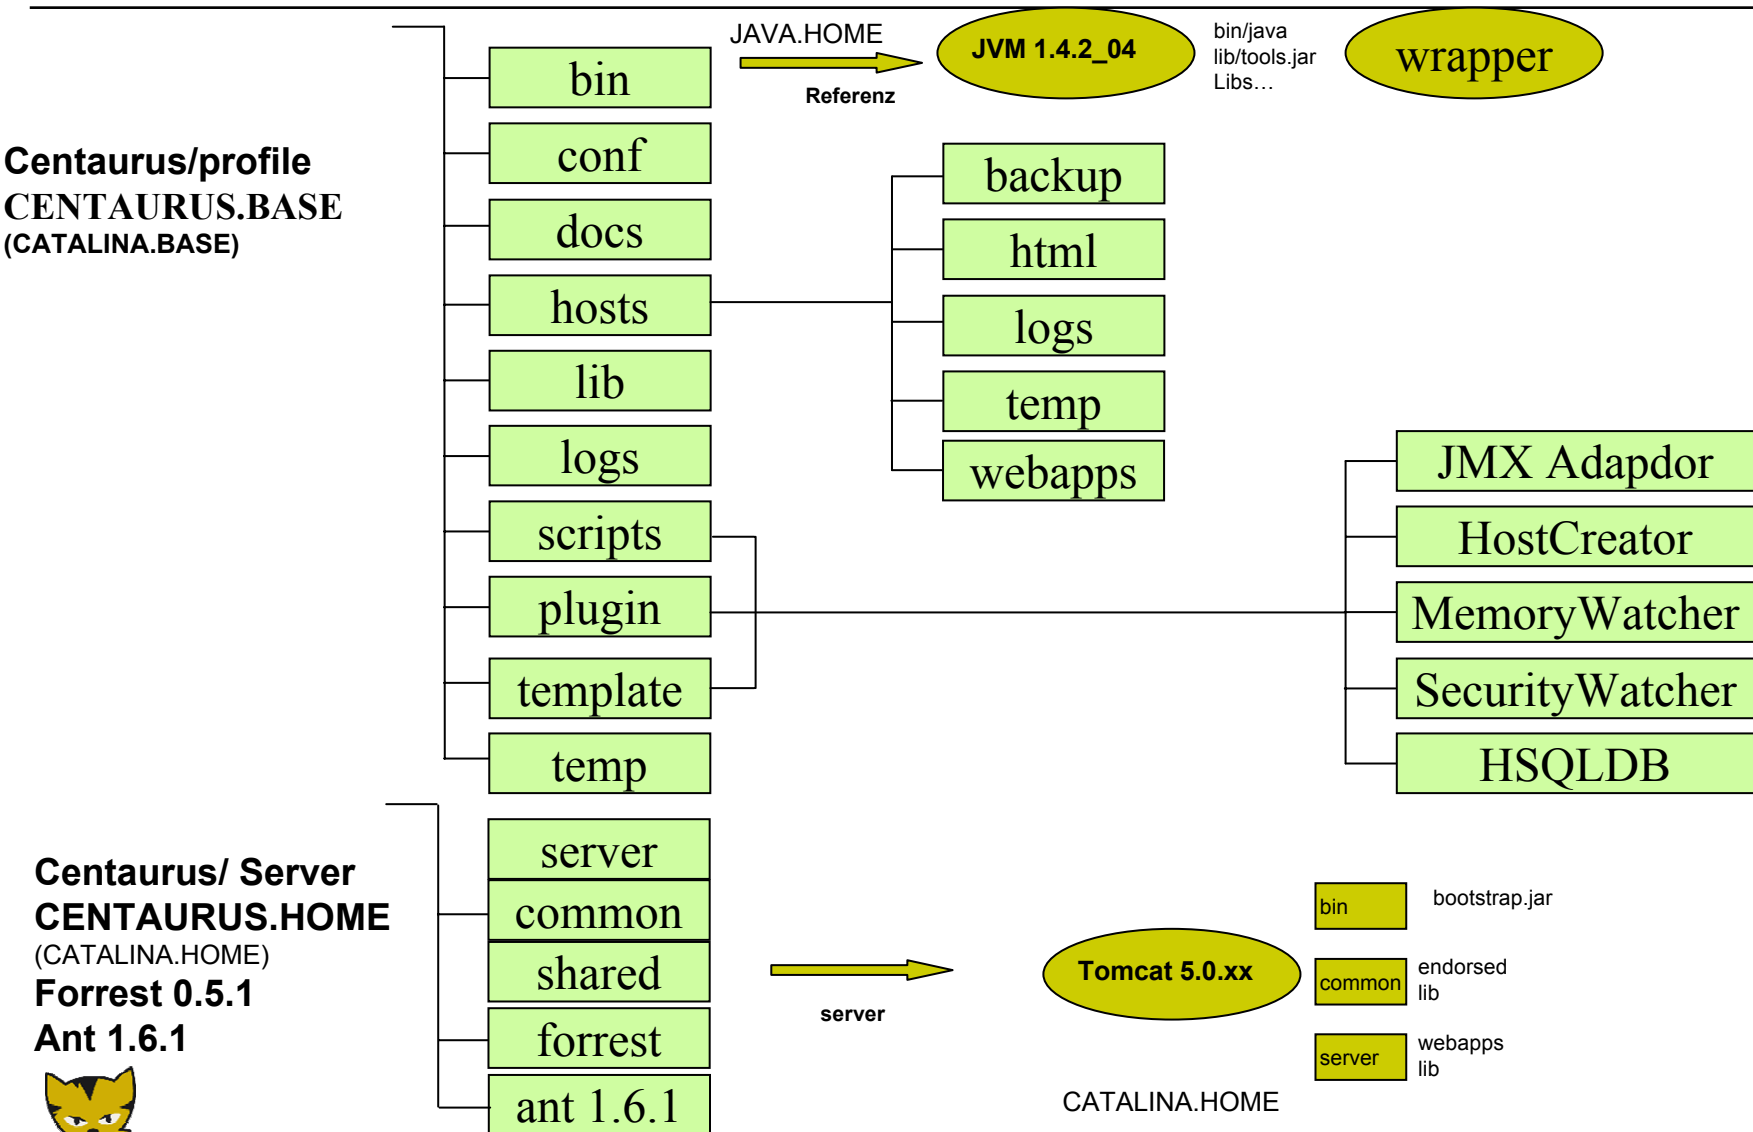 JAVA.HOME
Referenz
JVM 1.4.2_04
bin/java
lib/tools.jar
Libs…
wrapper
Centaurus/profile
CENTAURUS.BASE
(CATALINA.BASE)
bin
conf
docs
hosts
lib
logs
scripts
plugin
template
temp
backup
html
logs
temp
webapps
JMX Adapdor
HostCreator
MemoryWatcher
SecurityWatcher
HSQLDB
Centaurus/ Server
CENTAURUS.HOME
(CATALINA.HOME)
Forrest 0.5.1
Ant 1.6.1
server
common
shared
forrest
ant 1.6.1
server
Tomcat 5.0.xx
CATALINA.HOME
bin
bootstrap.jar
common
endorsed
lib
server
webapps
lib